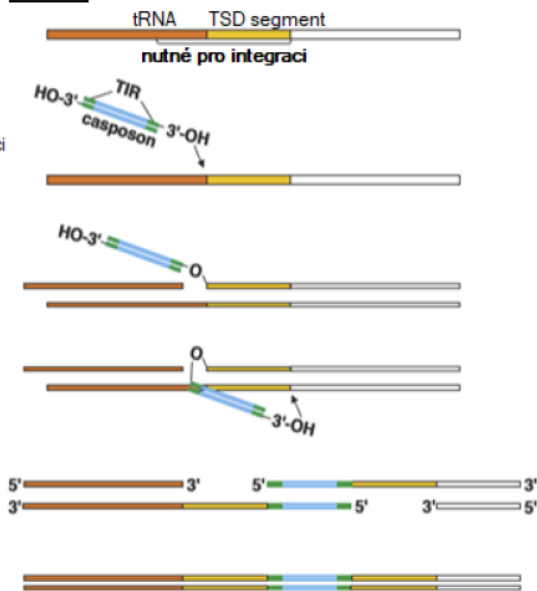 tRNA TSD segment
nutné pro integraci
HO-3' TIR
casposon 3'-OH
ci
HO-3' O
O
3'-OH
5' 3' 5' 3'
3' 5' 3' 5'